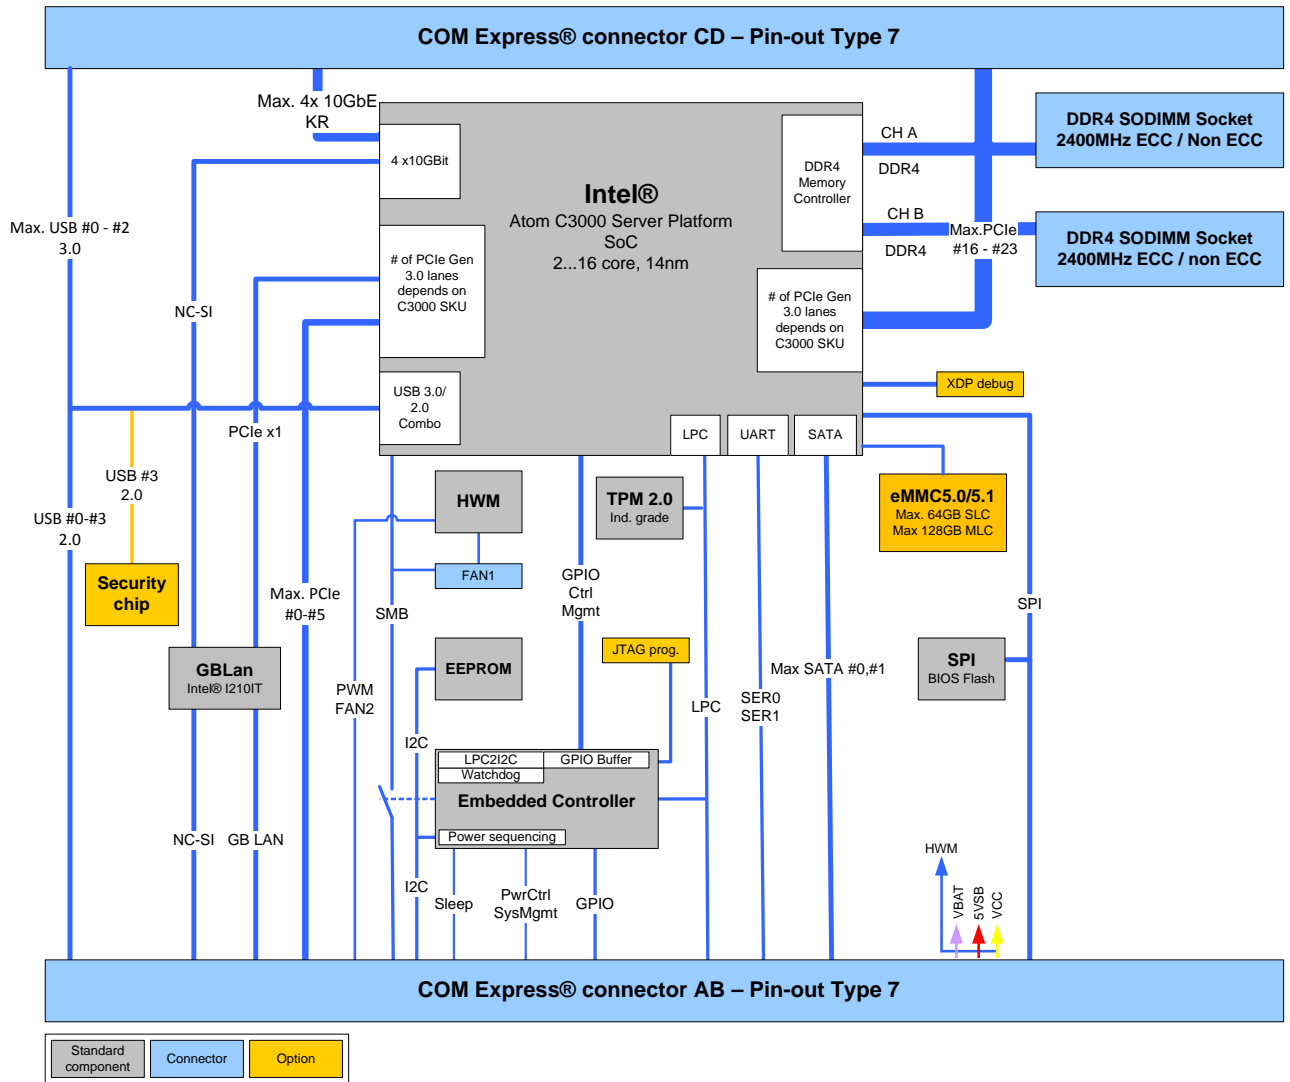 COM Express® connector CD – Pin-out Type 7
Max. 4x 10GbE
KR
4 x10GBit
Intel®
Atom C3000 Server Platform
SoC
2...16 core, 14nm
DDR4
Memory
Controller
CH A
DDR4
CH B
DDR4
DDR4 SODIMM Socket
2400MHz ECC / Non ECC
DDR4 SODIMM Socket
2400MHz ECC / non ECC
Max.PCIe
#16 - #23
Max. USB #0 - #2
3.0
# of PCIe Gen
3.0 lanes
depends on
C3000 SKU
# of PCIe Gen
3.0 lanes
depends on
C3000 SKU
NC-SI
USB 3.0/
2.0
Combo
XDP debug
PCIe x1
LPC
UART
SATA
USB #3
2.0
USB #0-#3
2.0
HWM
TPM 2.0
Ind. grade
eMMC5.0/5.1
Max. 64GB SLC
Max 128GB MLC
Security
chip
FAN1
GPIO
Ctrl
Mgmt
Max. PCIe
#0-#5
SMB
SPI
GBLan
Intel® I210IT
EEPROM
JTAG prog.
Max SATA #0,#1
SPI
BIOS Flash
PWM
FAN2
LPC
SER0
SER1
I2C
LPC2I2C
GPIO Buffer
Watchdog
Embedded Controller
Power sequencing
NC-SI
GB LAN
HWM
I2C
Sleep
PwrCtrl
SysMgmt
GPIO
VBAT
5VSB
VCC
COM Express® connector AB – Pin-out Type 7
Standard
component
Connector
Option